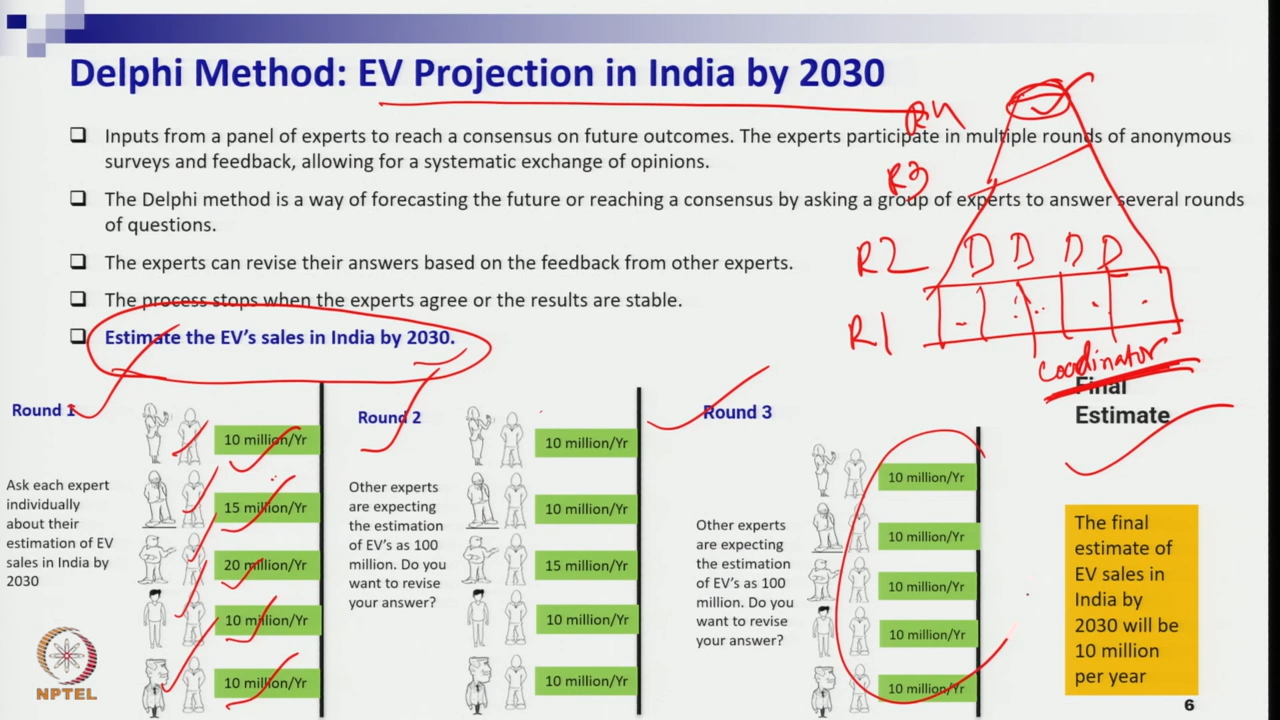 Delphi Method: EV Projection in India by 2030
Inputs from a panel of experts to reach a consensus on future outcomes. The experts participate in multiple rounds of anonymous
surveys and feedback, allowing for a systematic exchange of opinions.
The Delphi method is a way of forecasting the future or reaching a consensus by asking a group of experts to answer several rounds
of questions.
The experts can revise their answers based on the feedback from other experts.
The process stops when the experts agree or the results are stable.
Estimate the EV's sales in India by 2030.
R4
R3
R2 D D D D
R1
Coordinator
Round 1
Ask each expert
individually
about their
estimation of EV
sales in India by
2030
10 million/Yr
15 million/Yr
20 million/Yr
10 million/Yr
10 million/Yr
Round 2
Other experts
are expecting
the estimation
of EV's as 100
million. Do you
want to revise
your answer?
10 million/Yr
10 million/Yr
15 million/Yr
10 million/Yr
10 million/Yr
Round 3
Other experts
are expecting
the estimation
of EV's as 100
million. Do you
want to revise
your answer?
10 million/Yr
10 million/Yr
10 million/Yr
10 million/Yr
10 million/Yr
Final
Estimate
The final
estimate of
EV sales in
India by
2030 will be
10 million
per year
NPTEL
6